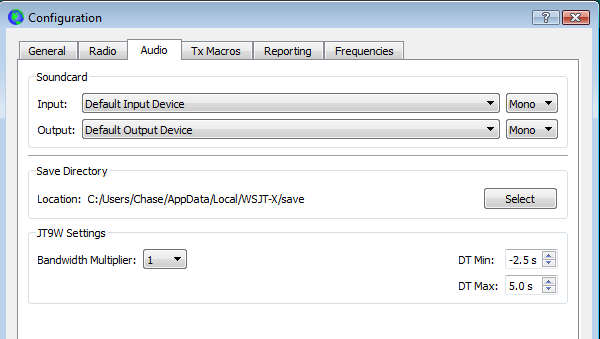 Configuration
General Radio Audio Tx Macros Reporting Frequencies
Soundcard
Input: Default Input Device Mono
Output: Default Output Device Mono
Save Directory
Location: C:/Users/Chase/AppData/Local/WSJT-X/save Select
JT9W Settings
Bandwidth Multiplier: 1 DT Min: -2.5 s
DT Max: 5.0 s